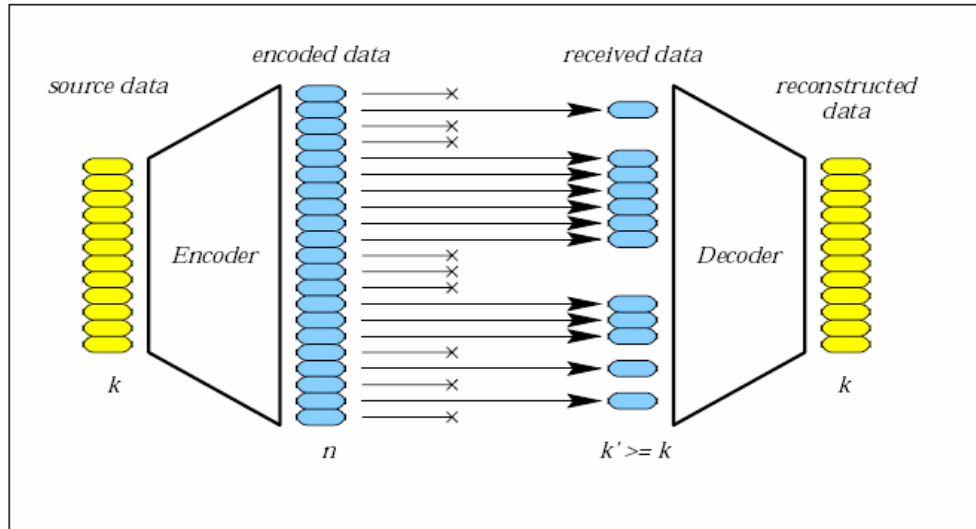 encoded data
received data
source data
reconstructed
data
Encoder
Decoder
k
n
k' >= k
k